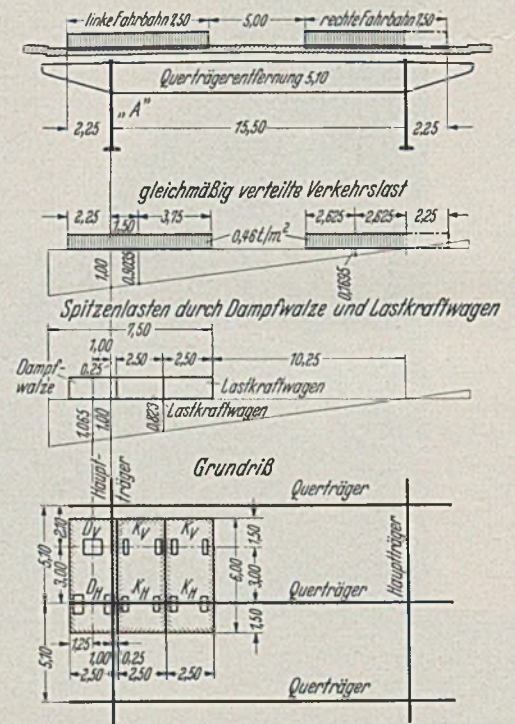 linke Fahrbahn 7,50 5,00 rechte Fahrbahn 7,50
Querträgerentfernung 5,10
„A"
2,25 15,50 2,25
gleichmäßig verteilte Verkehrslast
2,25 3,75 2,625 2,625 2,25
1,50 0,46 t/m²
1,00 0,9035 0,1695
Spitzenlasten durch Dampfwalze und Lastkraftwagen
7,50
1,00
0,25 2,50 2,50 10,25
Dampf-
walze Lastkraftwagen
Lastkraftwagen
1,065 1,00 0,823
Grundriß
Haupt-
träger
Querträger
D_V K_V K_V
5,10 2,10 3,00 6,00 1,50 3,00 1,50
Hauptträger
D_H K_H K_H
Querträger
5,10
1,25
1,00 0,25
2,50 2,50 2,50
Querträger